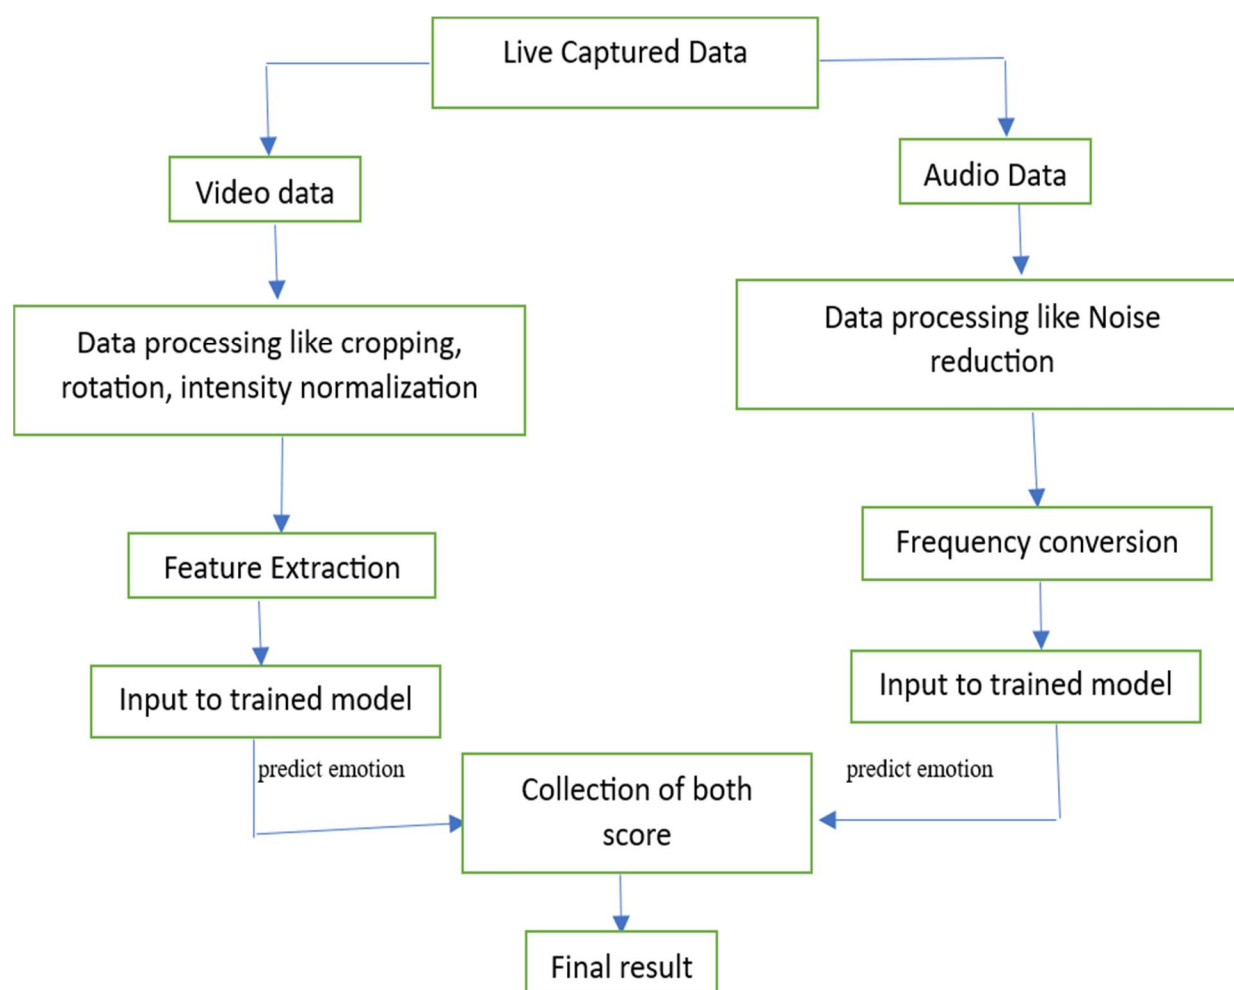 Live Captured Data
Video data
Audio Data
Data processing like cropping,
rotation, intensity normalization
Data processing like Noise
reduction
Feature Extraction
Frequency conversion
Input to trained model
Input to trained model
predict emotion
predict emotion
Collection of both
score
Final result